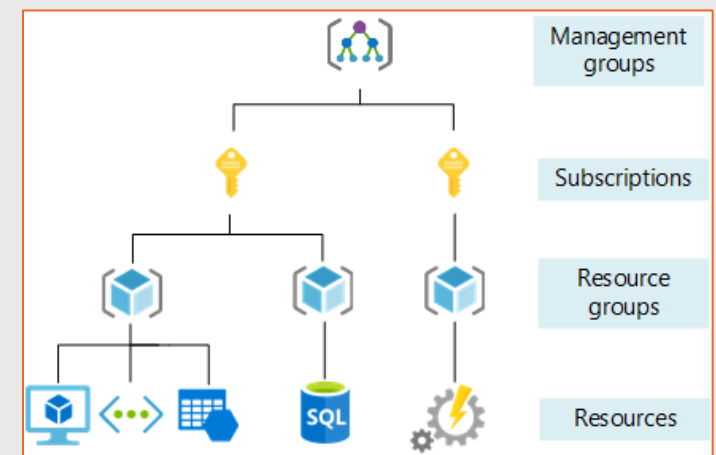 Management
groups
Subscriptions
Resource
groups
SQL
Resources